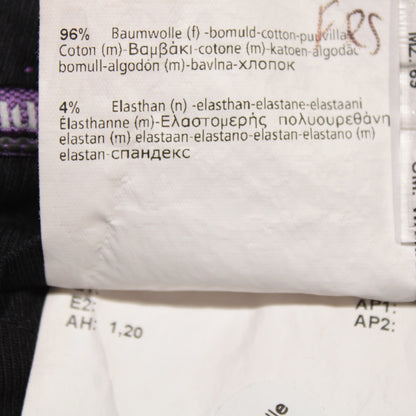 96% Baumwolle (f) -bomuld-cotton-puuvilla
Coton (m)-Βαμβάκι-cotone (m)-katoen-algodão
bomull-algodón (m)-bavlna-хлопок
4% Elasthan (n) -elasthan-elastane-elastaani
Élasthanne (m)-Ελαστομερής πολυουρεθάνη
elastan (m) elastaan-elastano-elastan-elastano (m)
elastan-спандекс
E2:
AH: 1,20
AP1:
AP2: